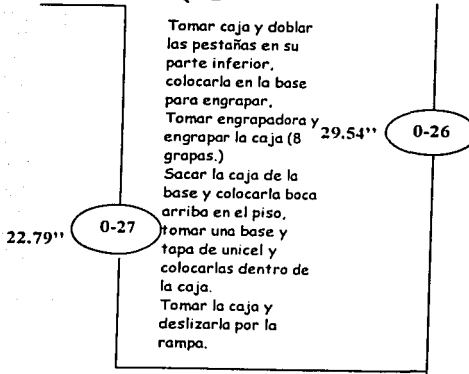 Tomar caja y doblar
las pestañas en su
parte inferior,
colocarla en la base
para engrapar,
Tomar engrapadora y
engrapar la caja (8
grapas.)
Sacar la caja de la
base y colocarla boca
arriba en el piso,
tomar una base y
tapa de unicel y
colocarlas dentro de
la caja.
Tomar la caja y
deslizarla por la
rampa.
29.54''
0-26
22.79''
0-27